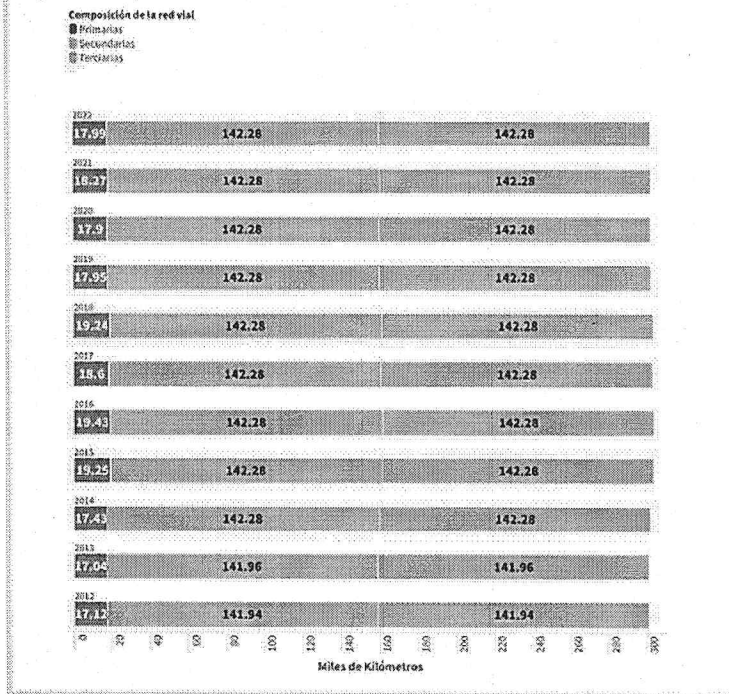 Composición de la red vial
Primarias
Secundarias
Terciarias
2022
17.99 142.28 142.28
2021
18.27 142.28 142.28
2020
17.9 142.28 142.28
2019
17.95 142.28 142.28
2018
19.24 142.28 142.28
2017
18.6 142.28 142.28
2016
19.43 142.28 142.28
2015
19.25 142.28 142.28
2014
17.43 142.28 142.28
2013
17.04 141.96 141.96
2012
17.12 141.94 141.94
0 20 40 60 80 100 120 140 160 180 200 220 240 260 280 300
Miles de Kilómetros